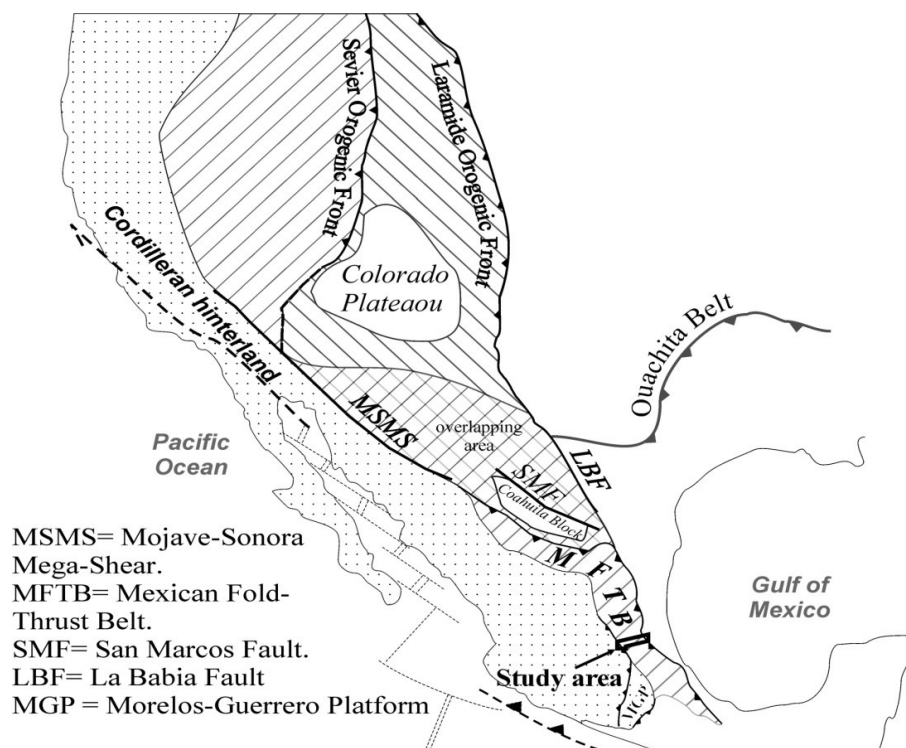 Sevier Orogenic Front
Laramide Orogenic Front
Cordilleran hinterland
Colorado
Plateaou
Ouachita Belt
MSMS
overlapping
area
LBF
SMF
Coahuila Block
Pacific
Ocean
MFTB
Gulf of
Mexico
MSMS= Mojave-Sonora
Mega-Shear.
MFTB= Mexican Fold-
Thrust Belt.
SMF= San Marcos Fault.
LBF= La Babia Fault
MGP = Morelos-Guerrero Platform
Study area
MGP